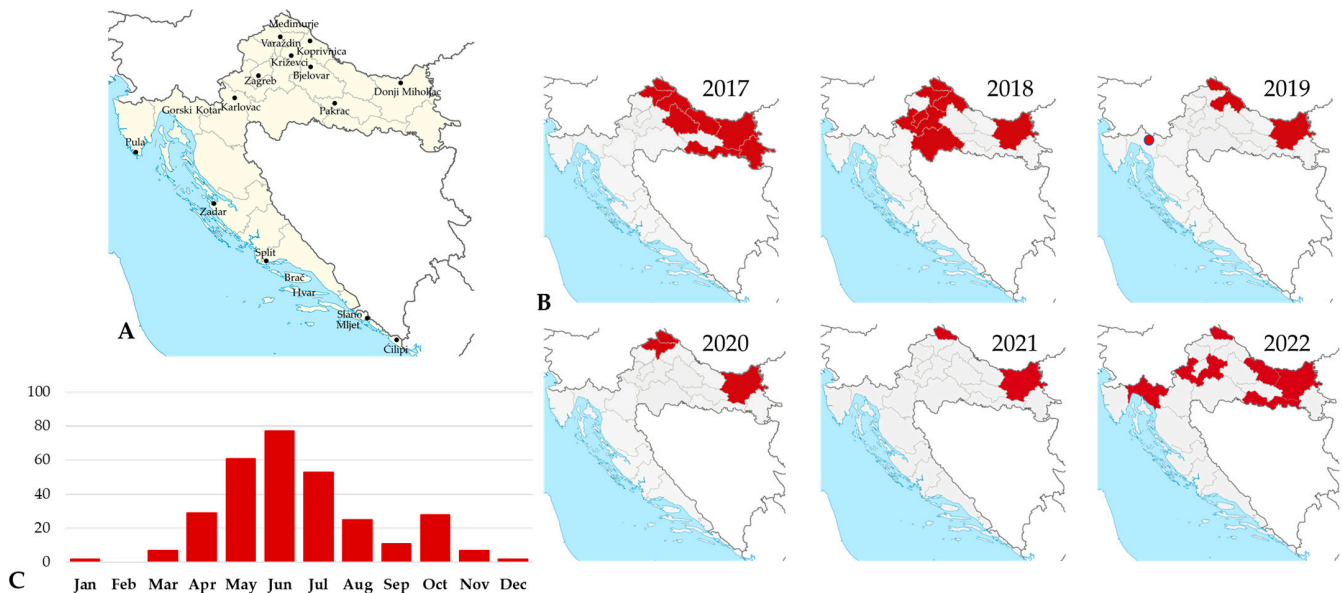 Međimurje
Varaždin
Koprivnica
Križevci
Bjelovar
Zagreb
Donji Miholjac
Karlovac
Pakrac
Gorski Kotar
Pula
Zadar
Split
Brač
Hvar
Slano
Mljet
Ćilipi
A
2017
2018
2019
B
2020
2021
2022
100
80
60
40
20
0
Jan Feb Mar Apr May Jun Jul Aug Sep Oct Nov Dec
C